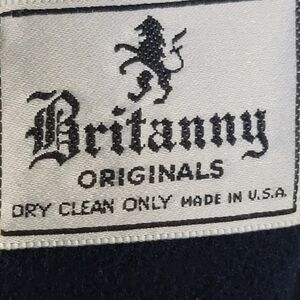 Britanny
ORIGINALS
DRY CLEAN ONLY MADE IN U.S.A.